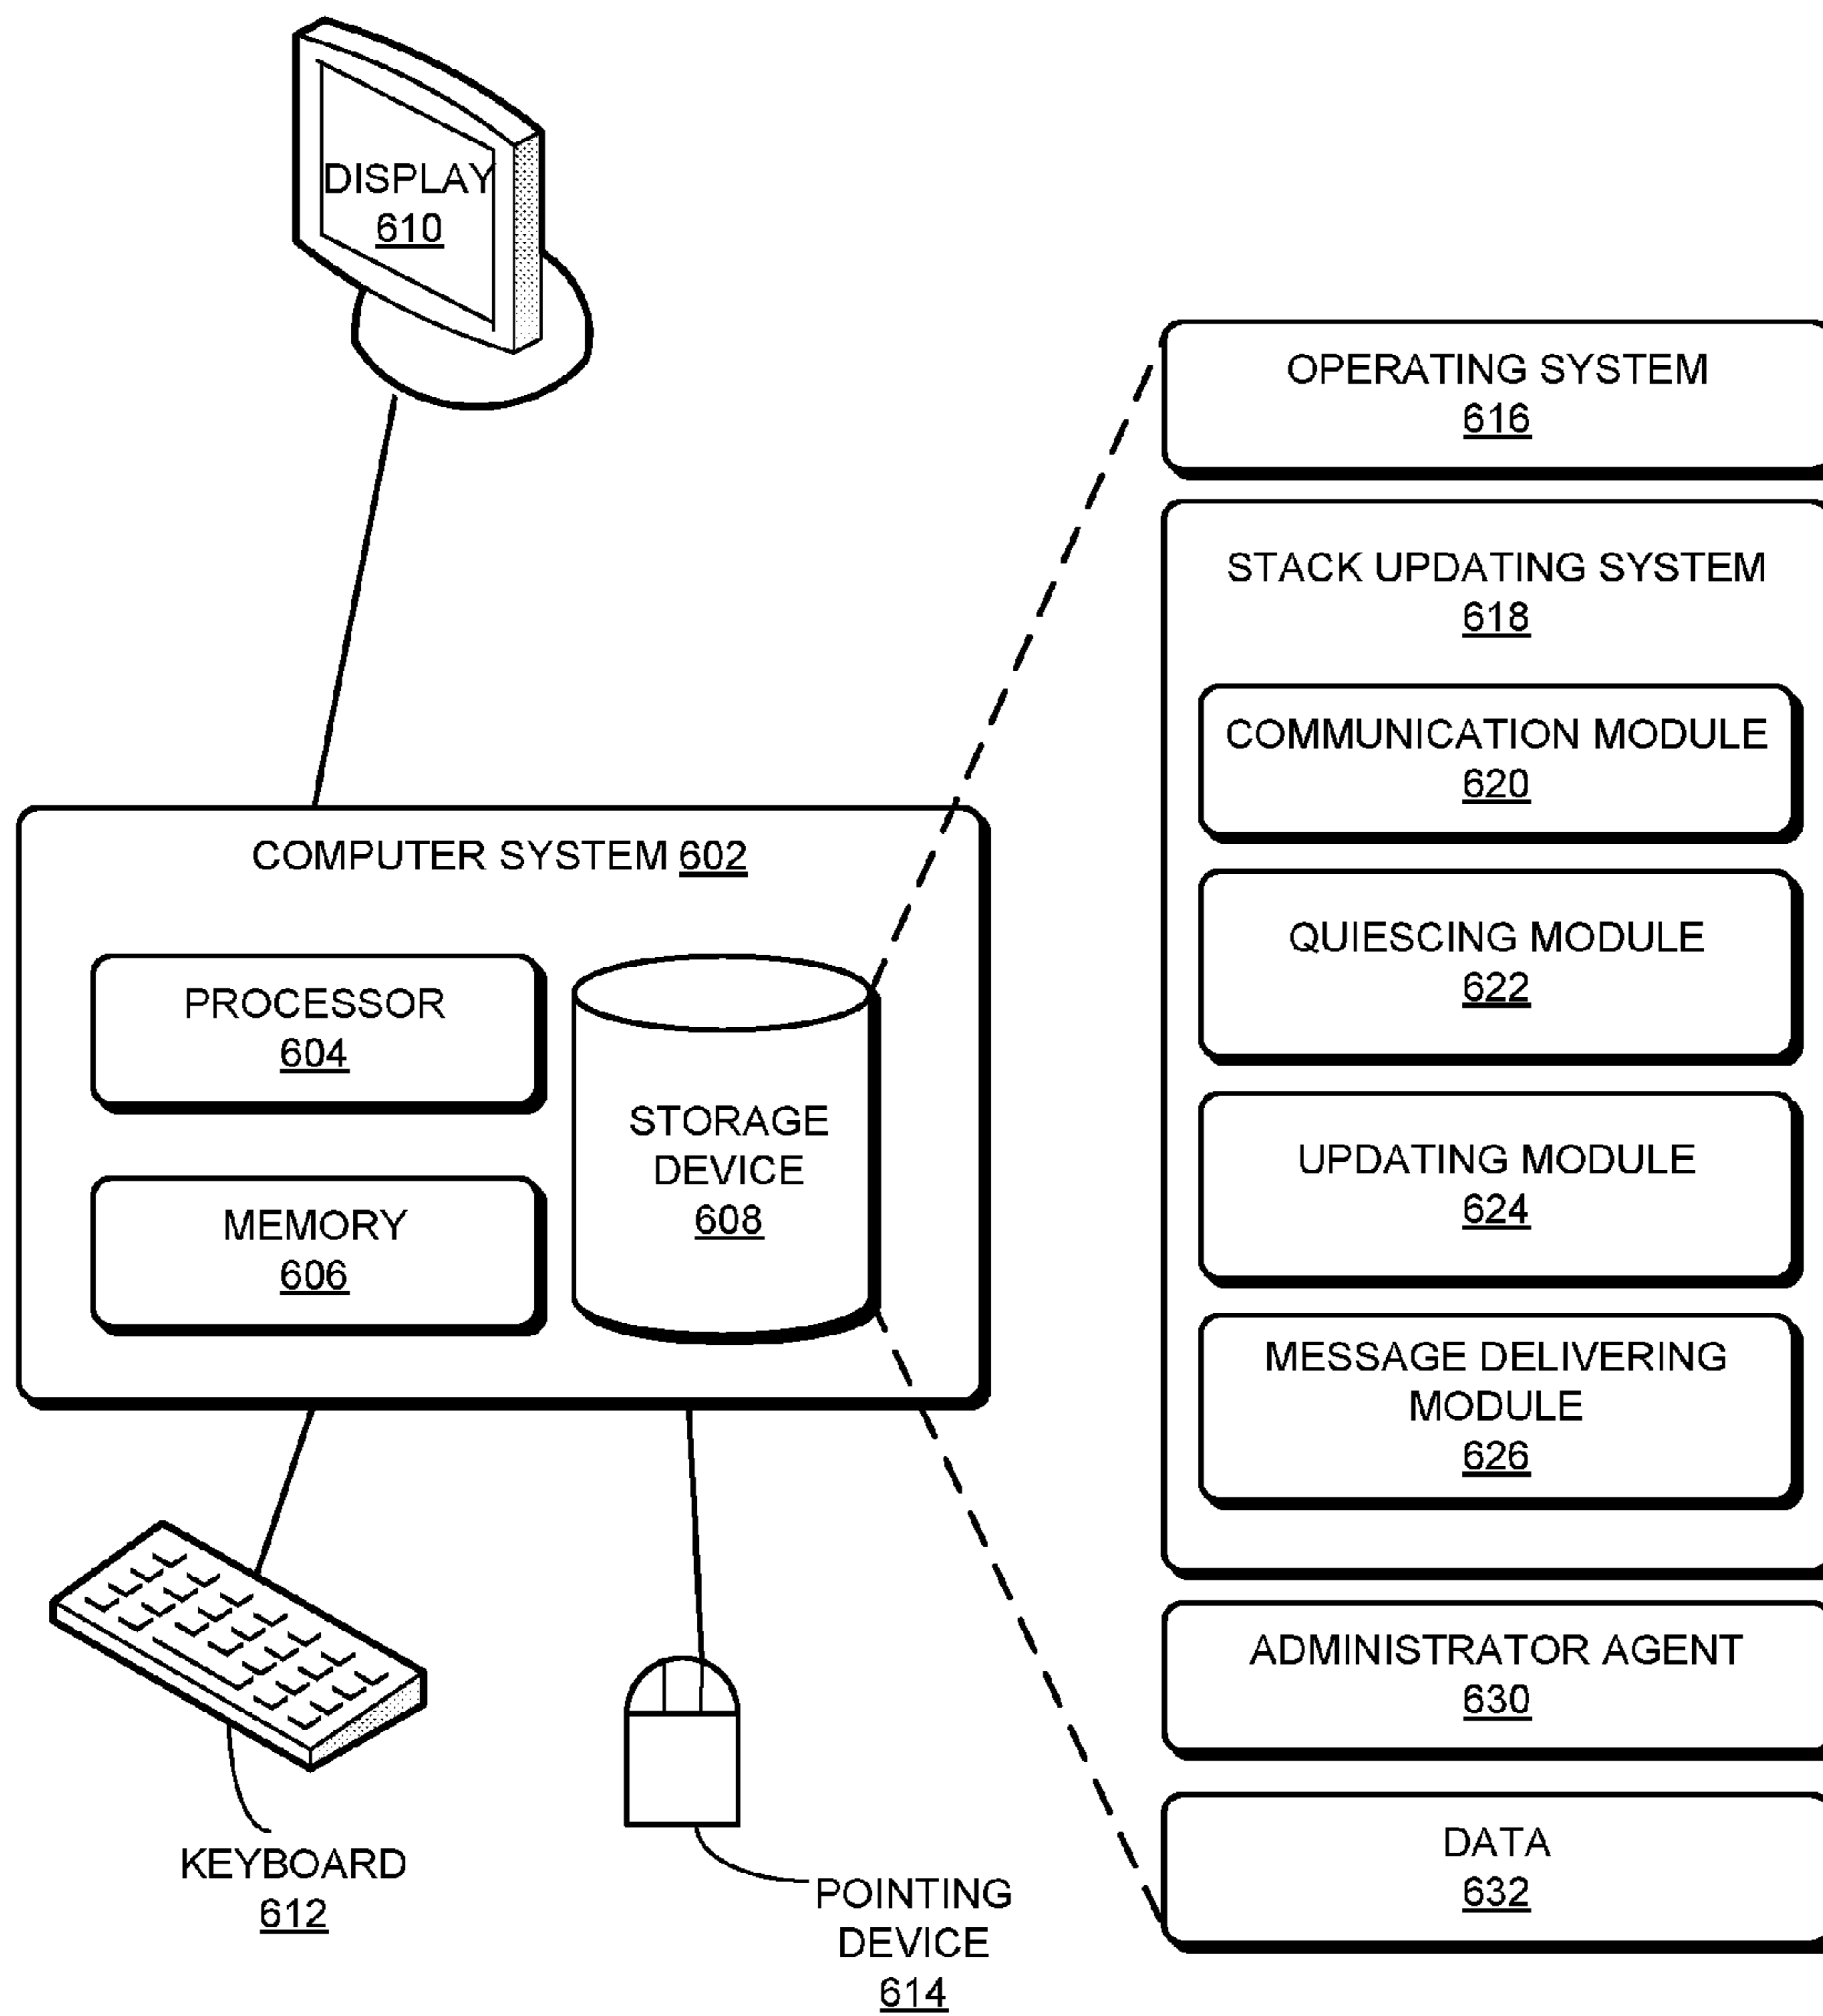 DISPLAY
610
COMPUTER SYSTEM 602
PROCESSOR
604
MEMORY
606
STORAGE
DEVICE
608
KEYBOARD
612
POINTING
DEVICE
614
OPERATING SYSTEM
616
STACK UPDATING SYSTEM
618
COMMUNICATION MODULE
620
QUIESCING MODULE
622
UPDATING MODULE
624
MESSAGE DELIVERING
MODULE
626
ADMINISTRATOR AGENT
630
DATA
632